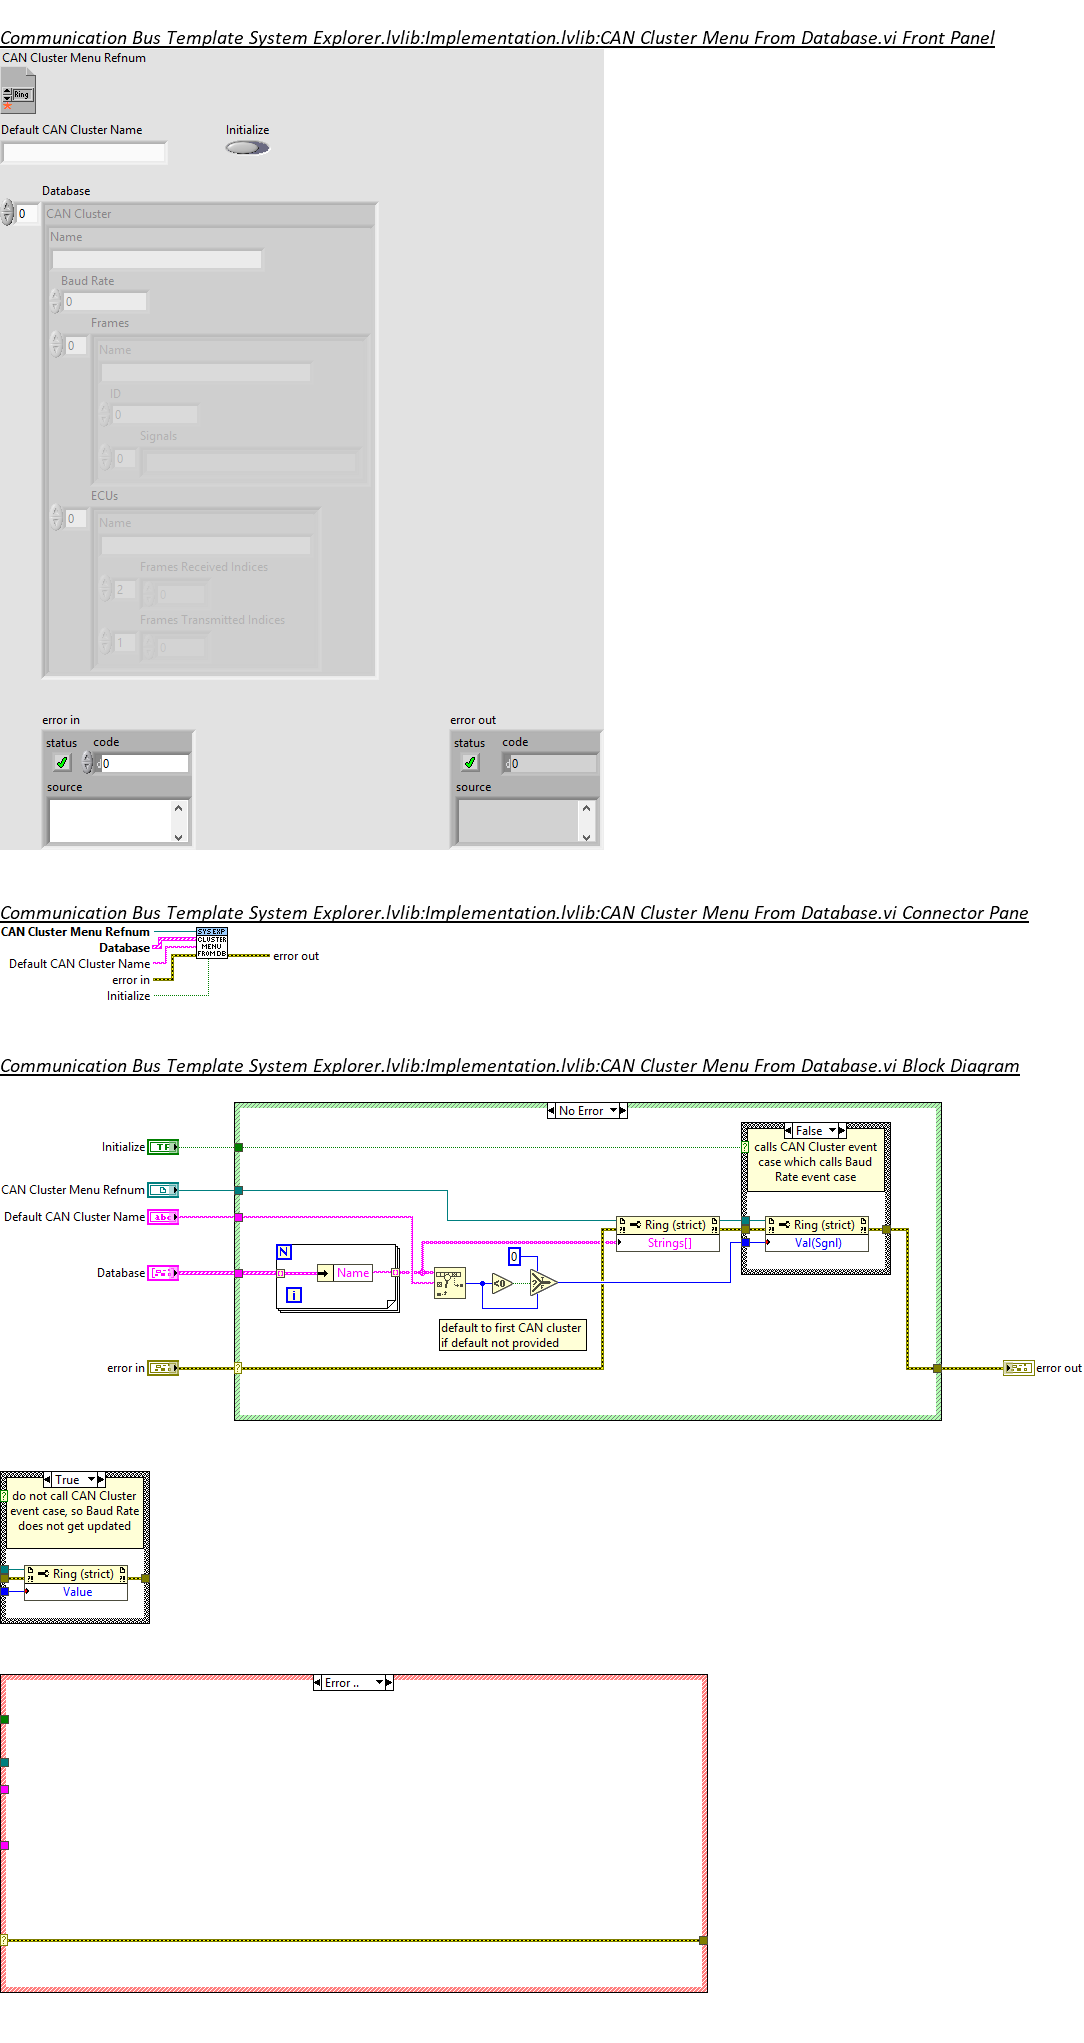 Communication Bus Template System Explorer.lvlib:Implementation.lvlib:CAN Cluster Menu From Database.vi Front Panel
CAN Cluster Menu Refnum
Ring
Default CAN Cluster Name
Initialize
Database
0
CAN Cluster
Name
Baud Rate
0
Frames
0
Name
ID
0
Signals
0
ECUs
0
Name
Frames Received Indices
2
0
Frames Transmitted Indices
1
0
error in
status
code
d
0
source
error out
status
code
d
0
source
Communication Bus Template System Explorer.lvlib:Implementation.lvlib:CAN Cluster Menu From Database.vi Connector Pane
CAN Cluster Menu Refnum
Database
Default CAN Cluster Name
error in
Initialize
SYS EXP
CLUSTER
MENU
FROM DB
error out
Communication Bus Template System Explorer.lvlib:Implementation.lvlib:CAN Cluster Menu From Database.vi Block Diagram
No Error
Initialize
TF
False
calls CAN Cluster event
case which calls Baud
Rate event case
CAN Cluster Menu Refnum
Default CAN Cluster Name
abc
Ring (strict)
Strings[]
Ring (strict)
Val(Sgnl)
Database
N
Name
i
0
<0
?
default to first CAN cluster
if default not provided
error in
?
error out
True
?
do not call CAN Cluster
event case, so Baud Rate
does not get updated
Ring (strict)
Value
Error ..
?